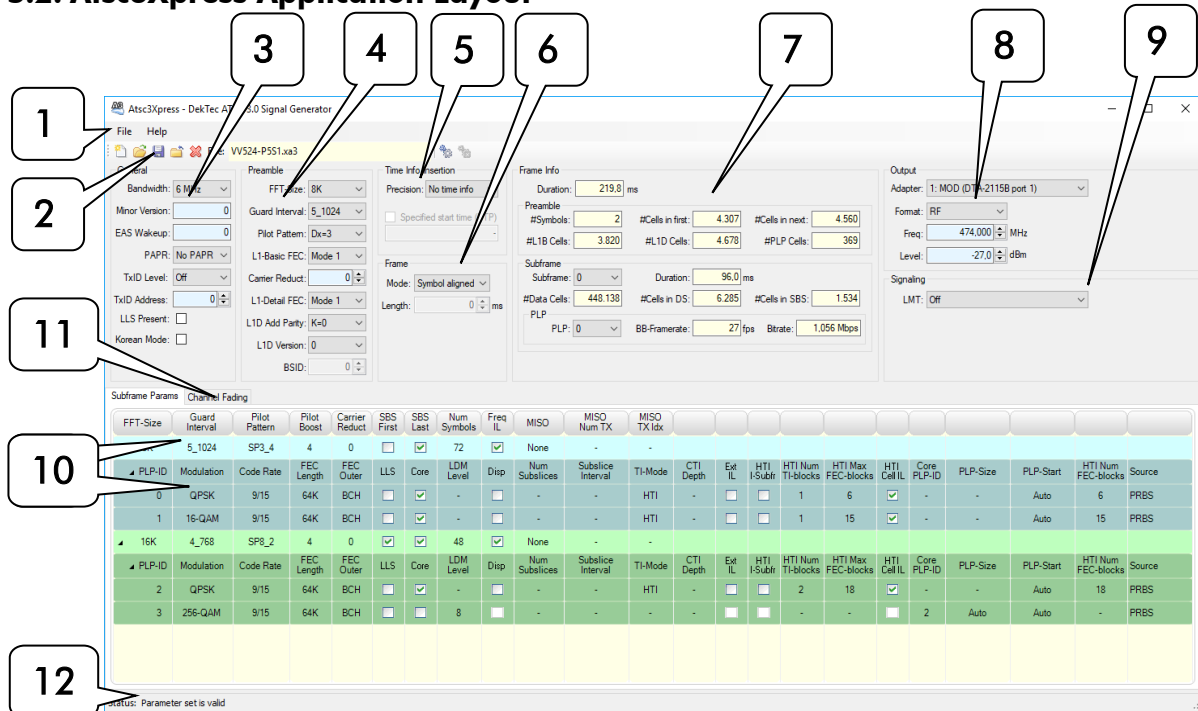 3.2. Atsc3Xpress Application Layout
1
2
3
4
5
6
7
8
9
10
11
12
Atsc3Xpress - DekTec AT 3.0 Signal Generator
File Help
VV524-P5S1.xa3
General
Bandwidth: 6 MHz
Minor Version: 0
EAS Wakeup: 0
PAPR: No PAPR
TxID Level: Off
TxID Address: 0
LLS Present:
Korean Mode:
Preamble
FFT-Size: 8K
Guard Interval: 5_1024
Pilot Pattern: Dx=3
L1-Basic FEC: Mode 1
Carrier Reduct: 0
L1-Detail FEC: Mode 1
L1D Add Parity: K=0
L1D Version: 0
BSID: 0
Time Info Insertion
Precision: No time info
Specified start time TP)
-
Frame
Mode: Symbol aligned
Length: 0 ms
Frame Info
Duration: 219,8 ms
Preamble
#Symbols: 2 #Cells in first: 4.307 #Cells in next: 4.560
#L1B Cells: 3.820 #L1D Cells: 4.678 #PLP Cells: 369
Subframe
Subframe: 0 Duration: 96,0 ms
#Data Cells: 448.138 #Cells in DS: 6.285 #Cells in SBS: 1.534
PLP
PLP: 0 BB-Framerate: 27 fps Bitrate: 1,056 Mbps
Output
Adapter: 1: MOD (DTA-2115B port 1)
Format: RF
Freq: 474,000 MHz
Level: -27,0 dBm
Signaling
LMT: Off
Subframe Params Channel Fading
FFT-Size Guard Interval Pilot Pattern Pilot Boost Carrier Reduct SBS First SBS Last Num Symbols Freq IL MISO MISO Num TX MISO TX Idx
5_1024 SP3_4 4 0 72 None - -
PLP-ID Modulation Code Rate FEC Length FEC Outer LLS Core LDM Level Disp Num Subslices Subslice Interval TI-Mode CTI Depth Ext IL HTI I-Subfr HTI Num TI-blocks HTI Max FEC-blocks HTI Cell IL Core PLP-ID PLP-Size PLP-Start HTI Num FEC-blocks Source
0 QPSK 9/15 64K BCH - - - HTI - 1 6 - - Auto 6 PRBS
1 16-QAM 9/15 64K BCH - - - HTI - 1 15 - - Auto 15 PRBS
16K 4_768 SP8_2 4 0 48 None - -
PLP-ID Modulation Code Rate FEC Length FEC Outer LLS Core LDM Level Disp Num Subslices Subslice Interval TI-Mode CTI Depth Ext IL HTI I-Subfr HTI Num TI-blocks HTI Max FEC-blocks HTI Cell IL Core PLP-ID PLP-Size PLP-Start HTI Num FEC-blocks Source
2 QPSK 9/15 64K BCH - - - HTI - 2 18 - - Auto 18 PRBS
3 256-QAM 9/15 64K BCH 8 - - - - - - 2 Auto Auto - PRBS
Status: Parameter set is valid